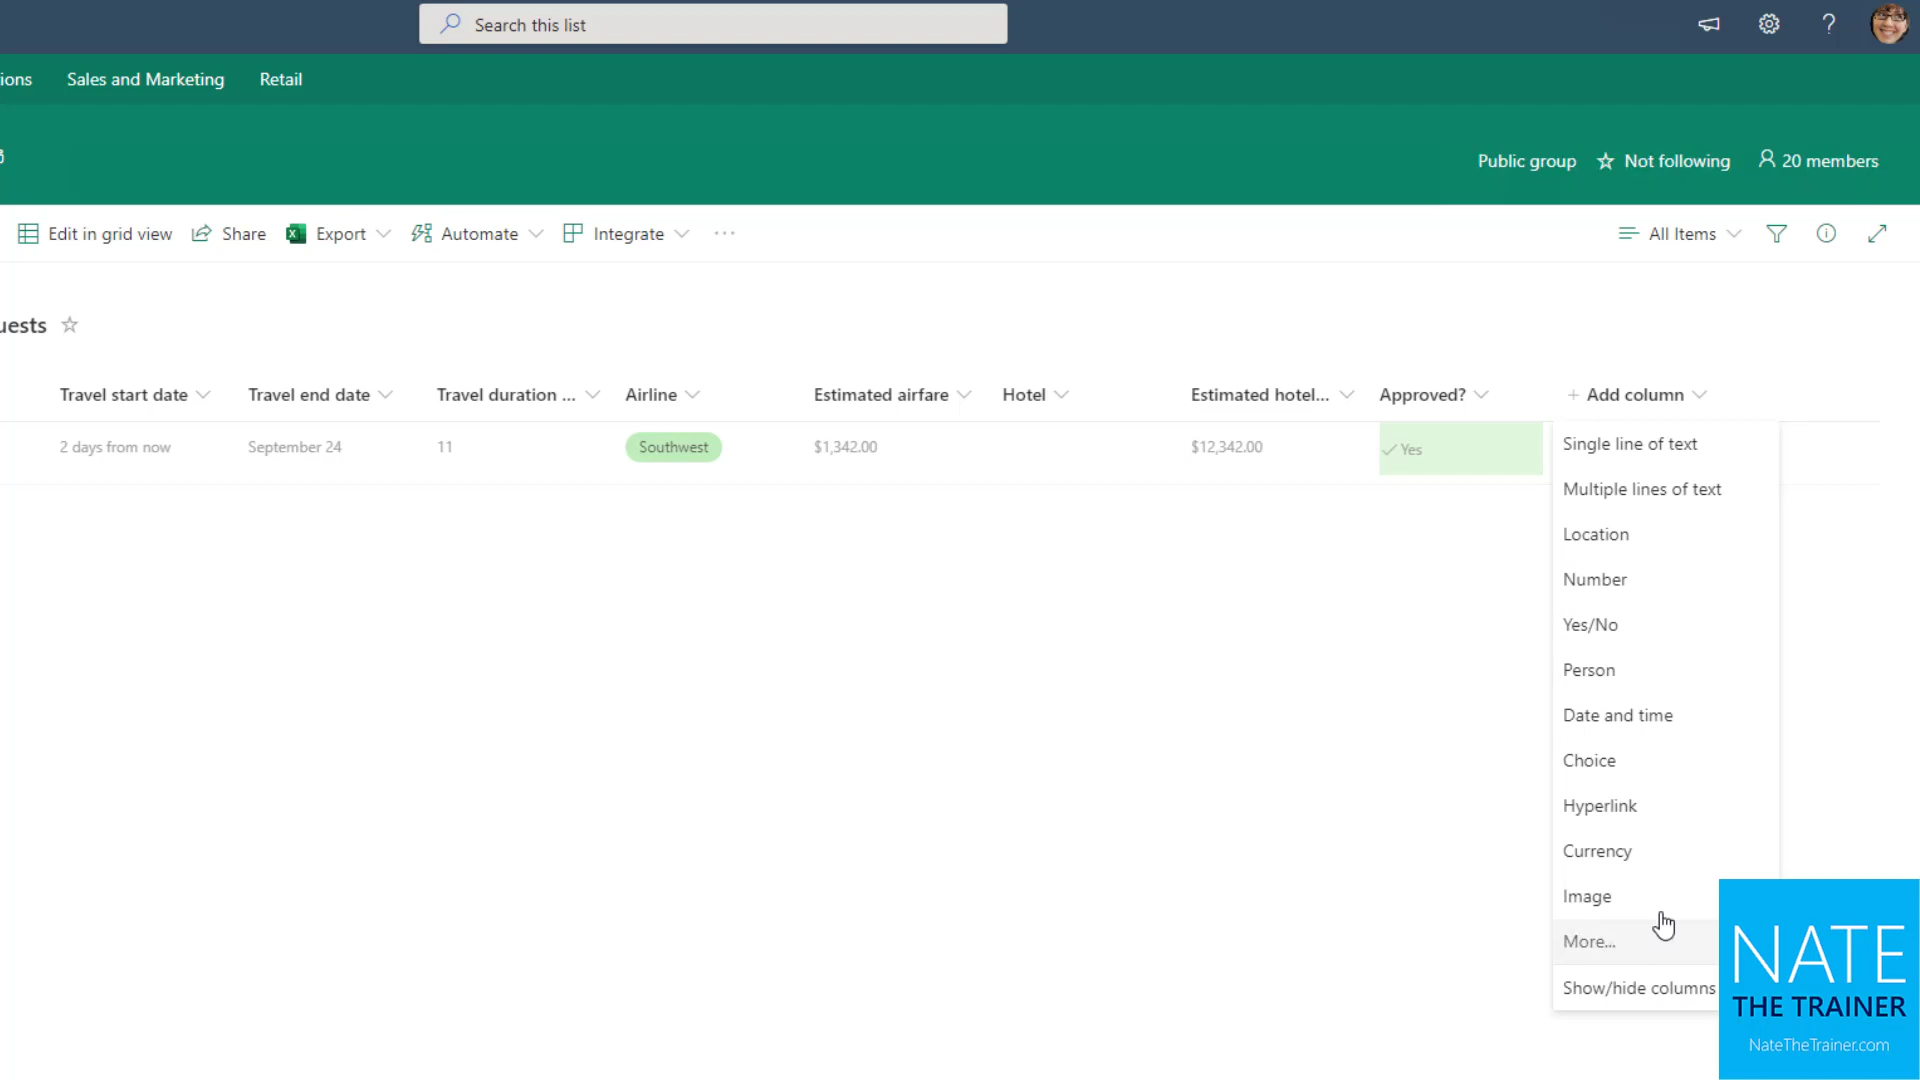 Search this list
ions Sales and Marketing Retail
Public group Not following 20 members
Edit in grid view Share Export Automate Integrate ... All Items
uests
Travel start date Travel end date Travel duration ... Airline Estimated airfare Hotel Estimated hotel... Approved? + Add column
2 days from now September 24 11 Southwest $1,342.00 $12,342.00 Yes
Single line of text
Multiple lines of text
Location
Number
Yes/No
Person
Date and time
Choice
Hyperlink
Currency
Image
More...
Show/hide columns
NATE
THE TRAINER
NateTheTrainer.com